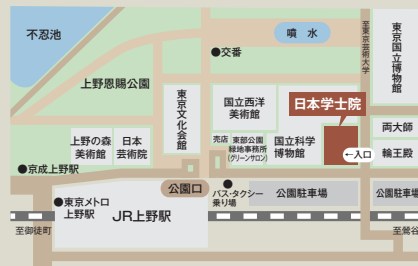 不忍池
噴 水
交番
至東京芸術大学
東京国立博物館
上野恩賜公園
東京文化会館
国立西洋
美術館
日本学士院
両大師
売店
東部公園
緑地事務所
(グリーンサロン)
国立科学
博物館
上野の森
美術館
日本
芸術院
←入口
輪王殿
京成上野駅
公園口
バス・タクシー
乗り場
公園駐車場
公園駐車場
東京メトロ
上野駅
JR上野駅
至御徒町
至鶯谷